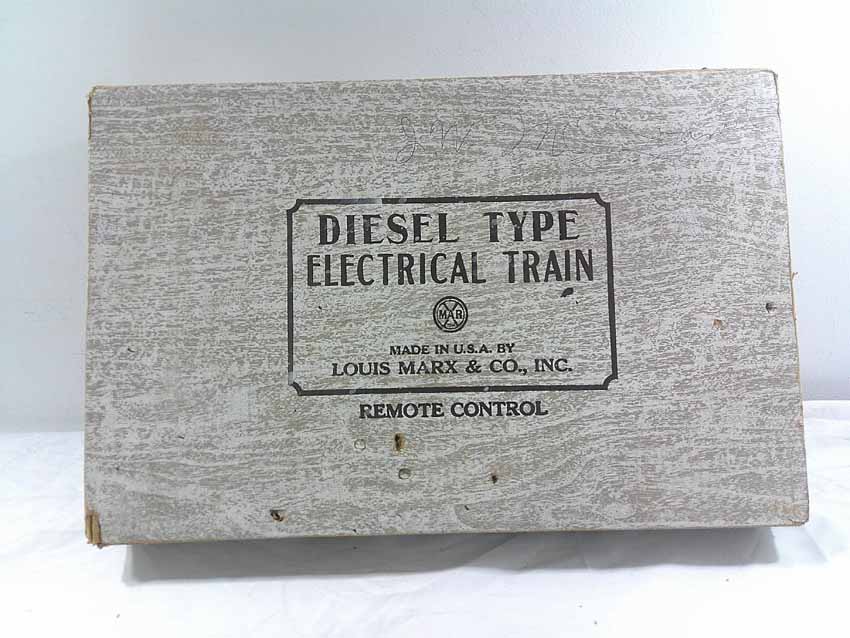 DIESEL TYPE
ELECTRICAL TRAIN
MAR
MADE IN U.S.A. BY
LOUIS MARX & CO., INC.
REMOTE CONTROL